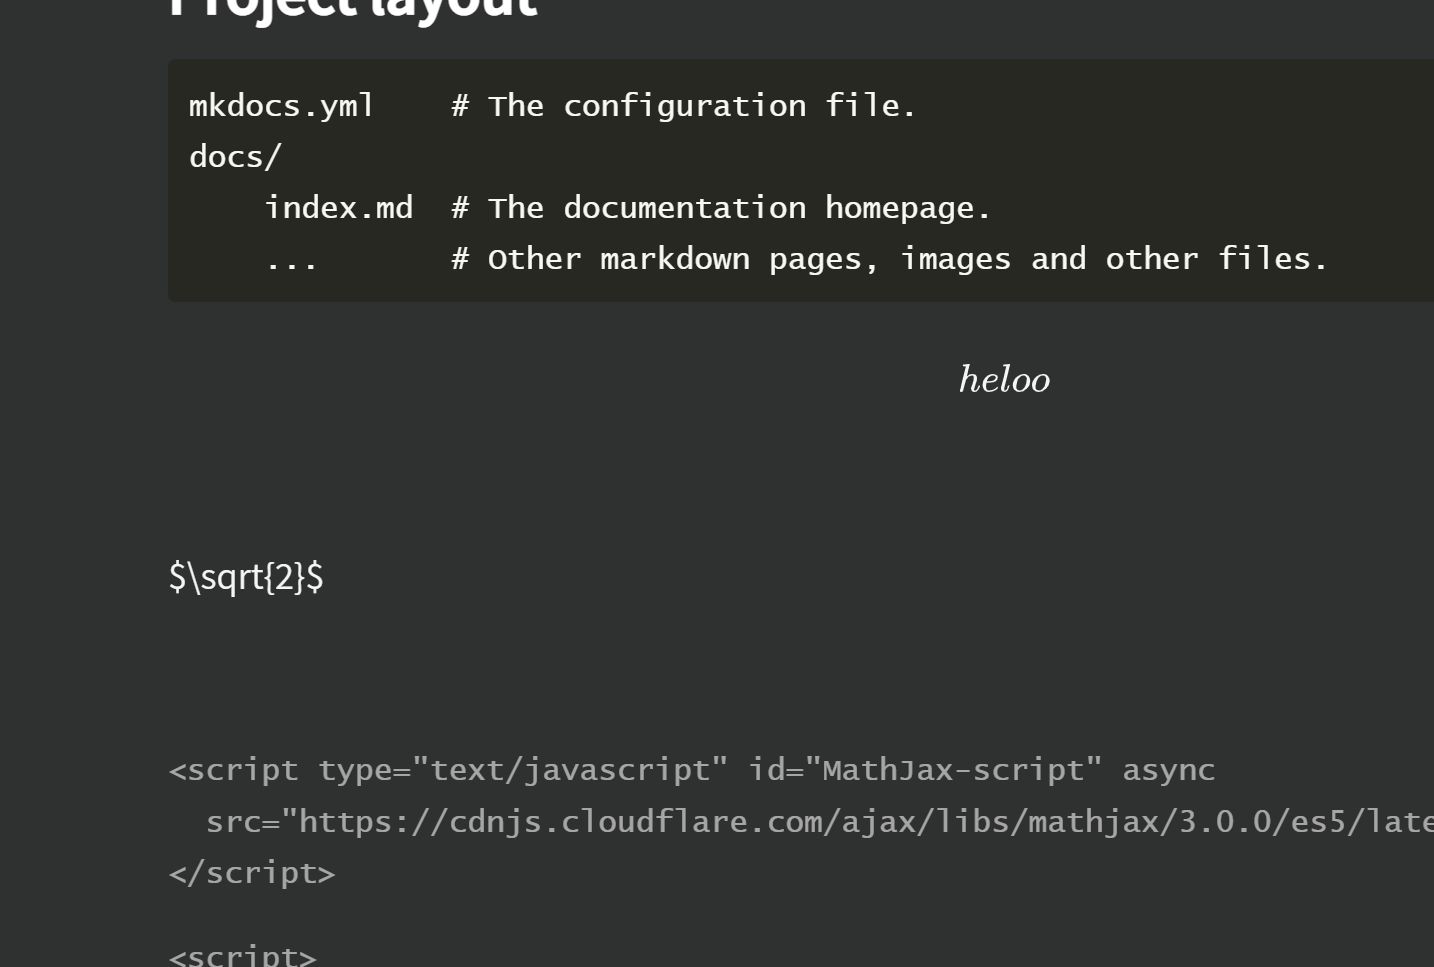 Project layout
mkdocs.yml    # The configuration file.
docs/
    index.md  # The documentation homepage.
    ...       # Other markdown pages, images and other files.
heloo
$\sqrt{2}$
<script type="text/javascript" id="MathJax-script" async
  src="https://cdnjs.cloudflare.com/ajax/libs/mathjax/3.0.0/es5/late
</script>
<script>